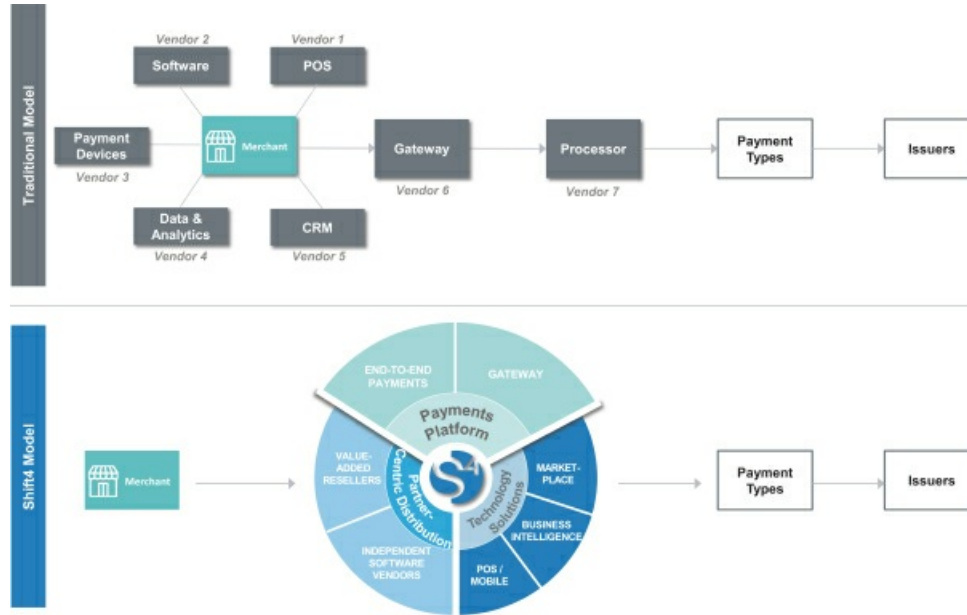 Traditional Model
Vendor 2
Software
Vendor 1
POS
Payment
Devices
Vendor 3
Merchant
Data &
Analytics
Vendor 4
CRM
Vendor 5
Gateway
Vendor 6
Processor
Vendor 7
Payment
Types
Issuers
Shift4 Model
Merchant
END-TO-END
PAYMENTS
GATEWAY
Payments
Platform
VALUE-
ADDED
RESELLERS
Partner-
Centric Distribution
INDEPENDENT
SOFTWARE
VENDORS
S4
Technology
Solutions
MARKET-
PLACE
BUSINESS
INTELLIGENCE
POS /
MOBILE
Payment
Types
Issuers